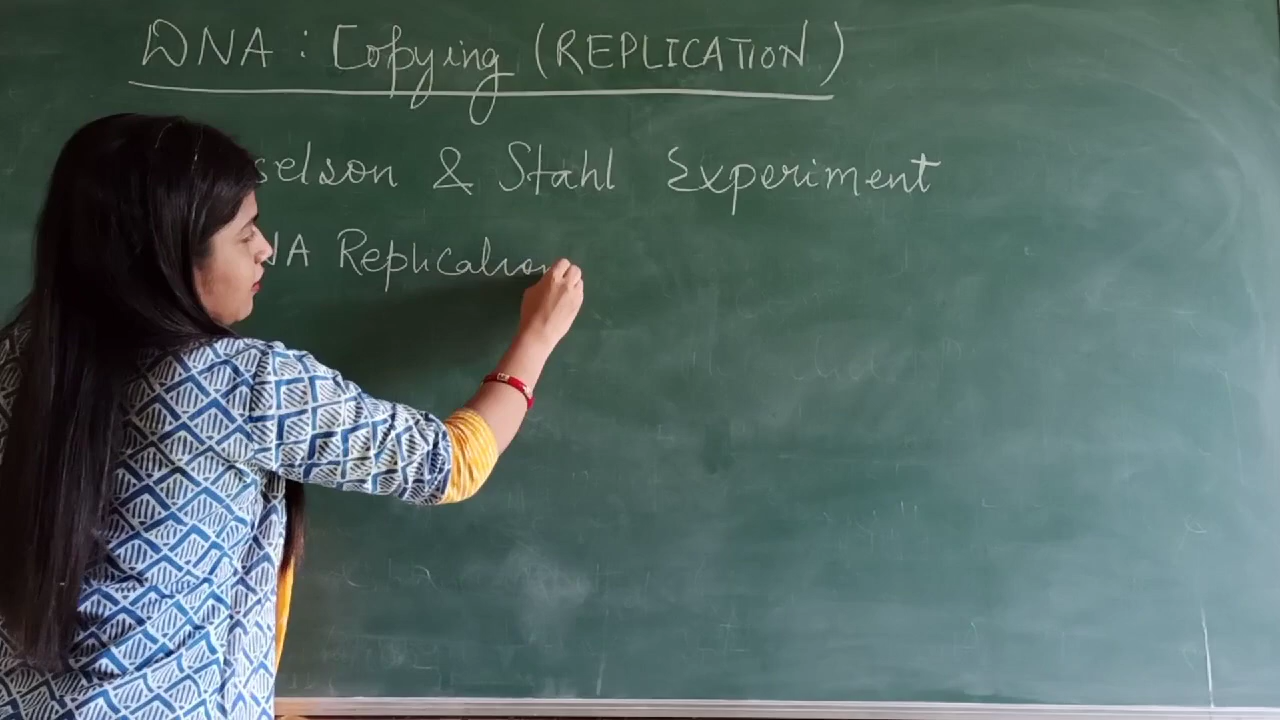 DNA : Copying (REPLICATION)
selson & Stahl Experiment
NA Replication